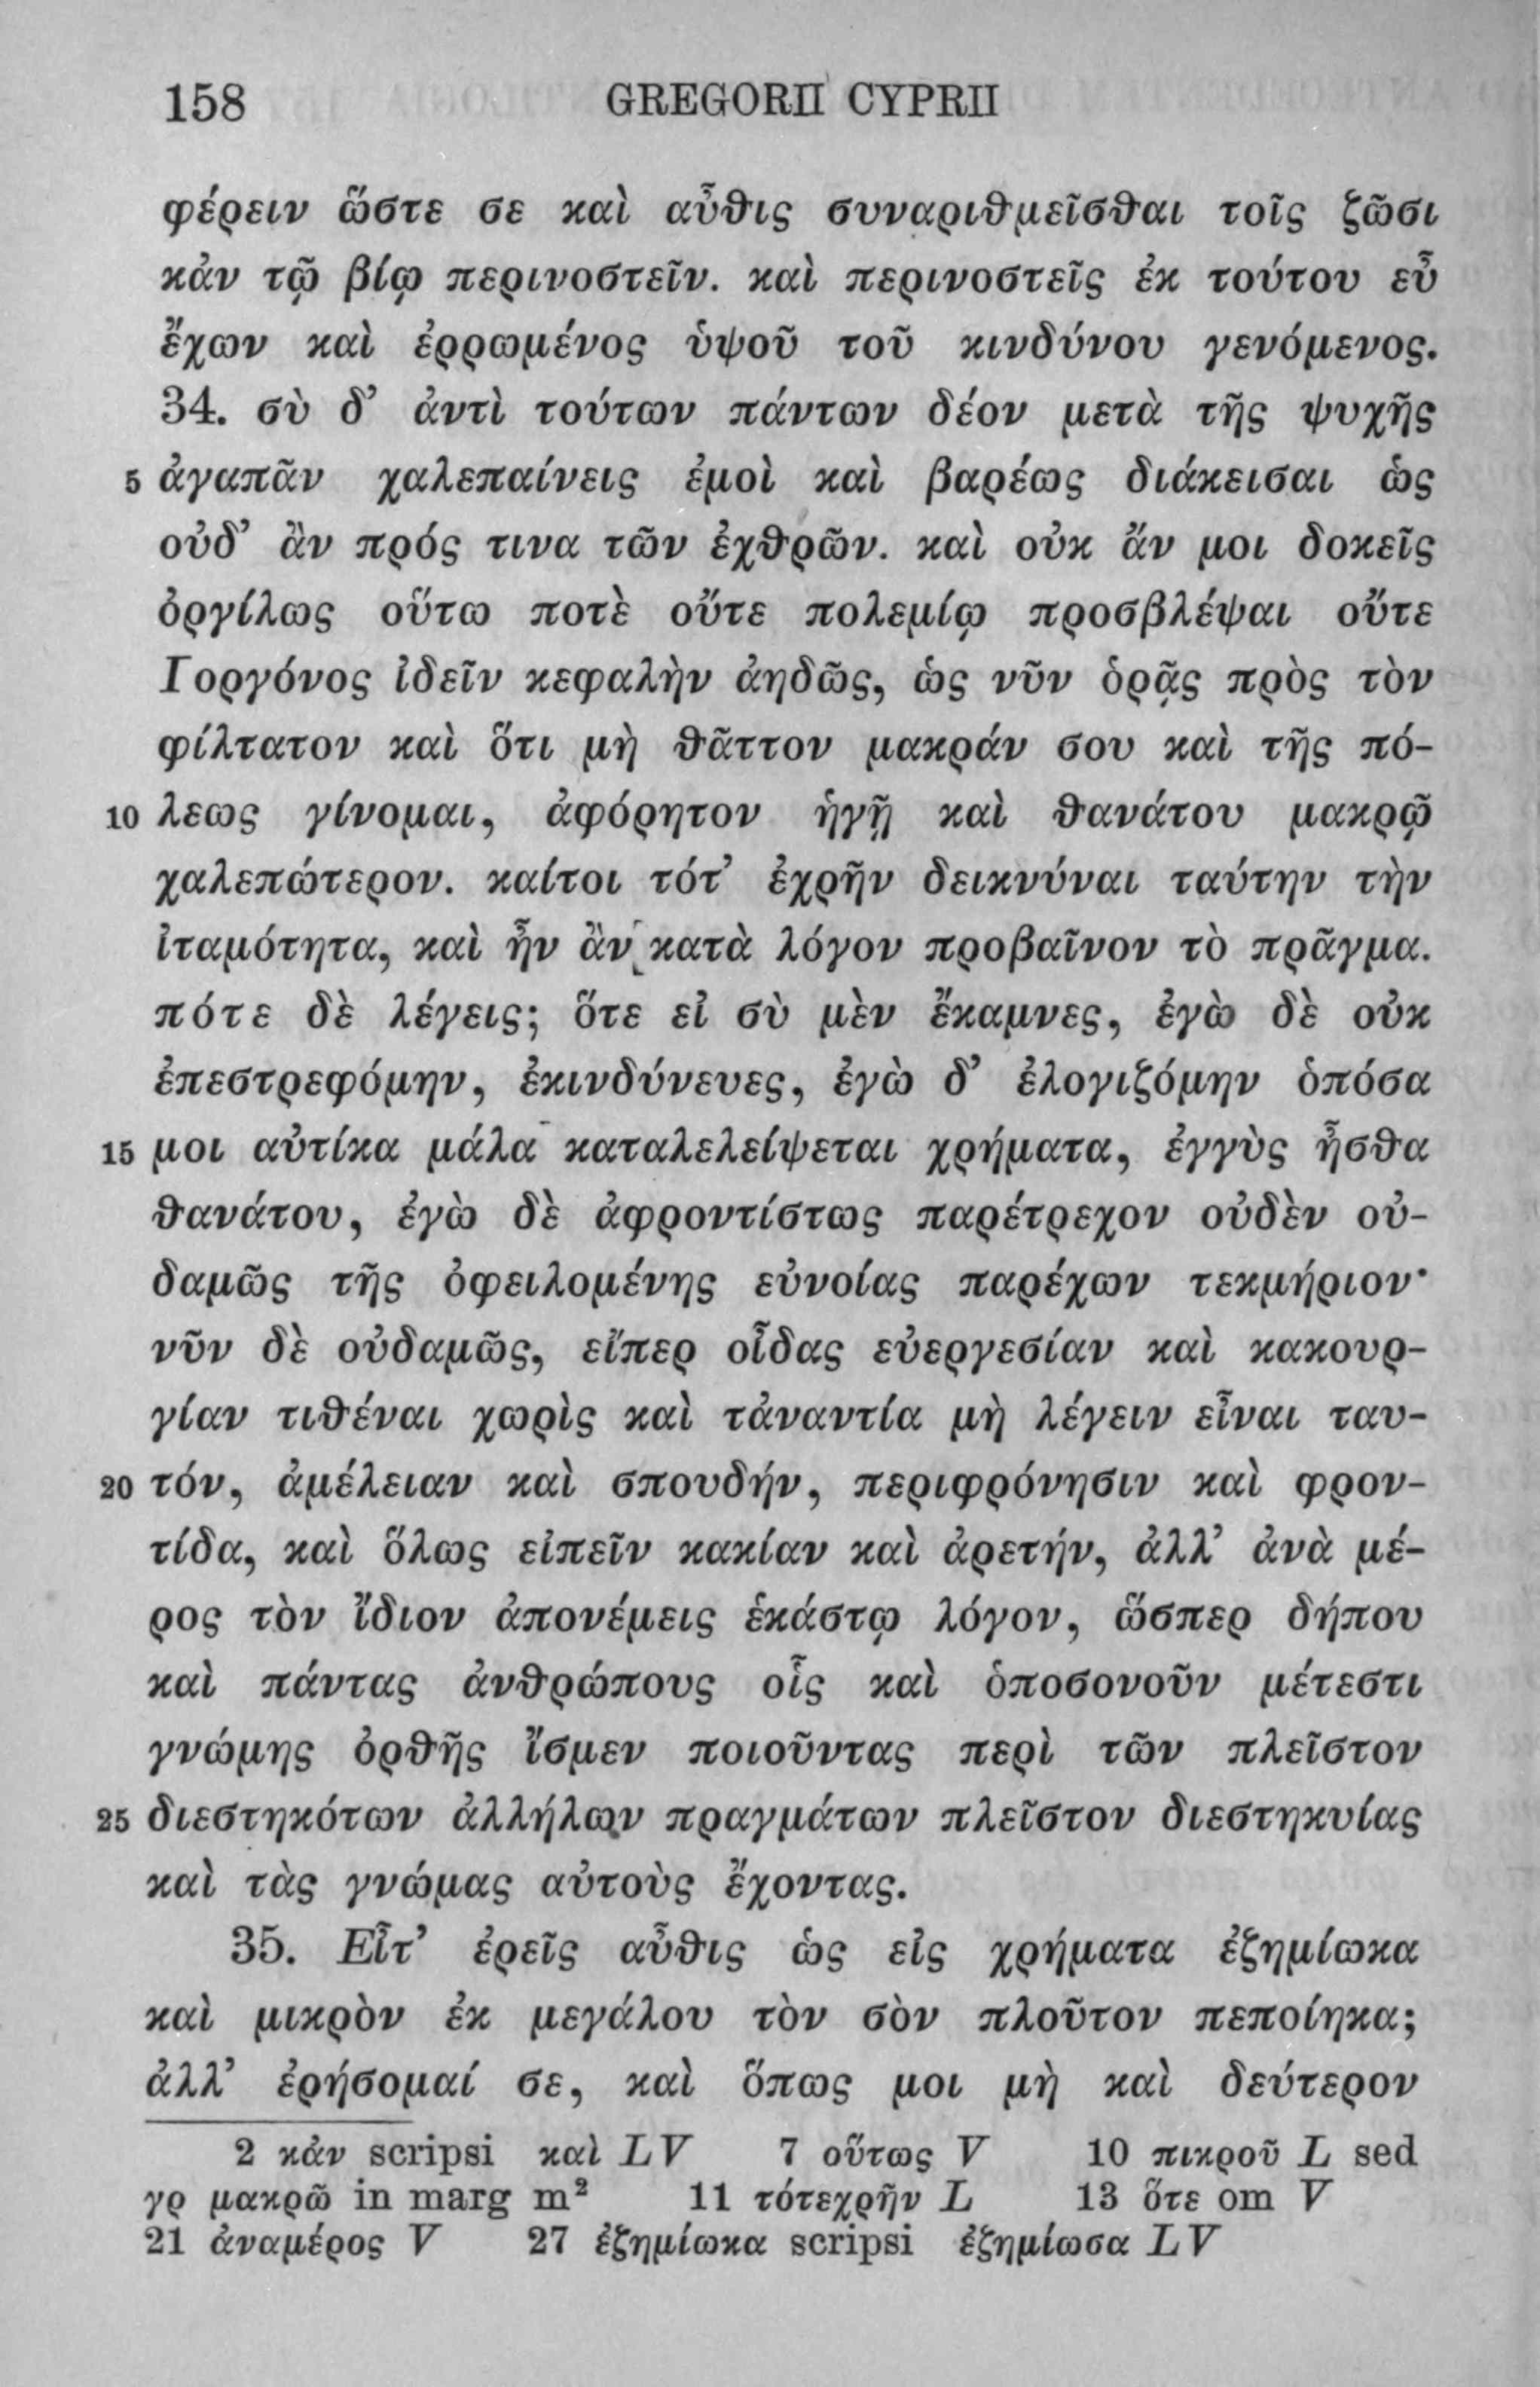 158 GREGORII CYPRII
φέρειν ὥστε σε καὶ αὖθις συναριθμεῖσθαι τοῖς ζῶσι
κἀν τῷ βίῳ περινοστεῖν. καὶ περινοστεῖς ἐκ τούτου εὖ
ἔχων καὶ ἐρρωμένος ὑψοῦ τοῦ κινδύνου γενόμενος.
34. σὺ δ’ ἀντὶ τούτων πάντων δέον μετὰ τῆς ψυχῆς
5 ἀγαπᾶν χαλεπαίνεις ἐμοὶ καὶ βαρέως διάκεισαι ὡς
οὐδ’ ἂν πρός τινα τῶν ἐχθρῶν. καὶ οὐκ ἄν μοι δοκεῖς
ὀργίλως οὕτω ποτὲ οὔτε πολεμίῳ προσβλέψαι οὔτε
Γοργόνος ἰδεῖν κεφαλὴν ἀηδῶς, ὡς νῦν ὁρᾷς πρὸς τὸν
φίλτατον καὶ ὅτι μὴ θᾶττον μακράν σου καὶ τῆς πό-
10 λεως γίνομαι, ἀφόρητον ἡγῇ καὶ θανάτου μακρῷ
χαλεπώτερον. καίτοι τότ’ ἐχρῆν δεικνύναι ταύτην τὴν
ἰταμότητα, καὶ ἦν ἂν κατὰ λόγον προβαῖνον τὸ πρᾶγμα.
πότε δὲ λέγεις; ὅτε εἰ σὺ μὲν ἔκαμνες, ἐγὼ δὲ οὐκ
ἐπεστρεφόμην, ἐκινδύνευες, ἐγὼ δ’ ἐλογιζόμην ὁπόσα
15 μοι αὐτίκα μάλα καταλελείψεται χρήματα, ἐγγὺς ἦσθα
θανάτου, ἐγὼ δὲ ἀφροντίστως παρέτρεχον οὐδὲν οὐ-
δαμῶς τῆς ὀφειλομένης εὐνοίας παρέχων τεκμήριον·
νῦν δὲ οὐδαμῶς, εἴπερ οἶδας εὐεργεσίαν καὶ κακουρ-
γίαν τιθέναι χωρὶς καὶ τἀναντία μὴ λέγειν εἶναι ταυ-
20 τόν, ἀμέλειαν καὶ σπουδήν, περιφρόνησιν καὶ φρον-
τίδα, καὶ ὅλως εἰπεῖν κακίαν καὶ ἀρετήν, ἀλλ’ ἀνὰ μέ-
ρος τὸν ἴδιον ἀπονέμεις ἑκάστῳ λόγον, ὥσπερ δήπου
καὶ πάντας ἀνθρώπους οἷς καὶ ὁποσονοῦν μέτεστι
γνώμης ὀρθῆς ἴσμεν ποιοῦντας περὶ τῶν πλεῖστον
25 διεστηκότων ἀλλήλων πραγμάτων πλεῖστον διεστηκυίας
καὶ τὰς γνώμας αὐτοὺς ἔχοντας.
35. Εἶτ’ ἐρεῖς αὖθις ὡς εἰς χρήματα ἐζημίωκα
καὶ μικρὸν ἐκ μεγάλου τὸν σὸν πλοῦτον πεποίηκα;
ἀλλ’ ἐρήσομαί σε, καὶ ὅπως μοι μὴ καὶ δεύτερον
2 κἀν scripsi καὶ LV 7 οὕτως V 10 πικροῦ L sed
γρ μακρῶ in marg m² 11 τότεχρῆν L 13 ὅτε om V
21 ἀναμέρος V 27 ἐζημίωκα scripsi ἐζημίωσα LV